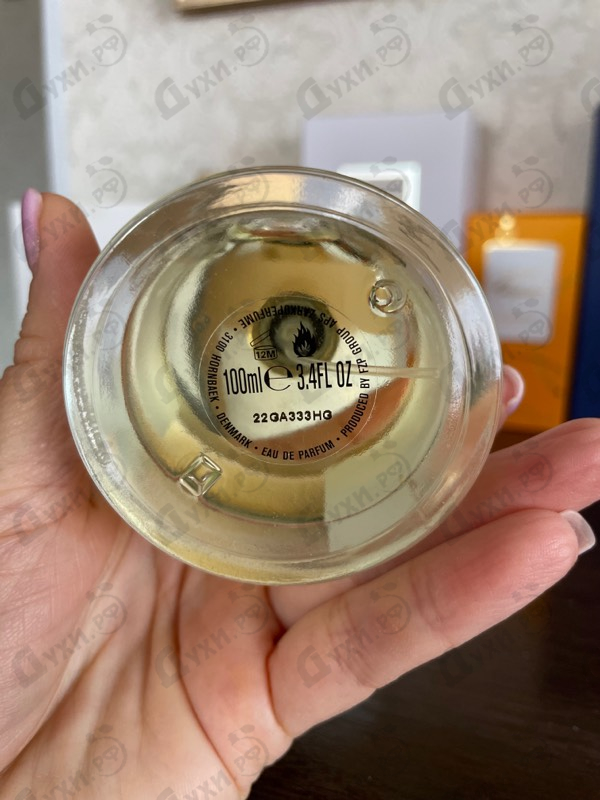 12M
100ml ℮ 3.4FL OZ
22GA333HG
PRODUCED BY FZP GROUP APS ZARKOPERFUME • 3100 HORNBAEK • DENMARK • EAU DE PARFUM •
Духи.РФ